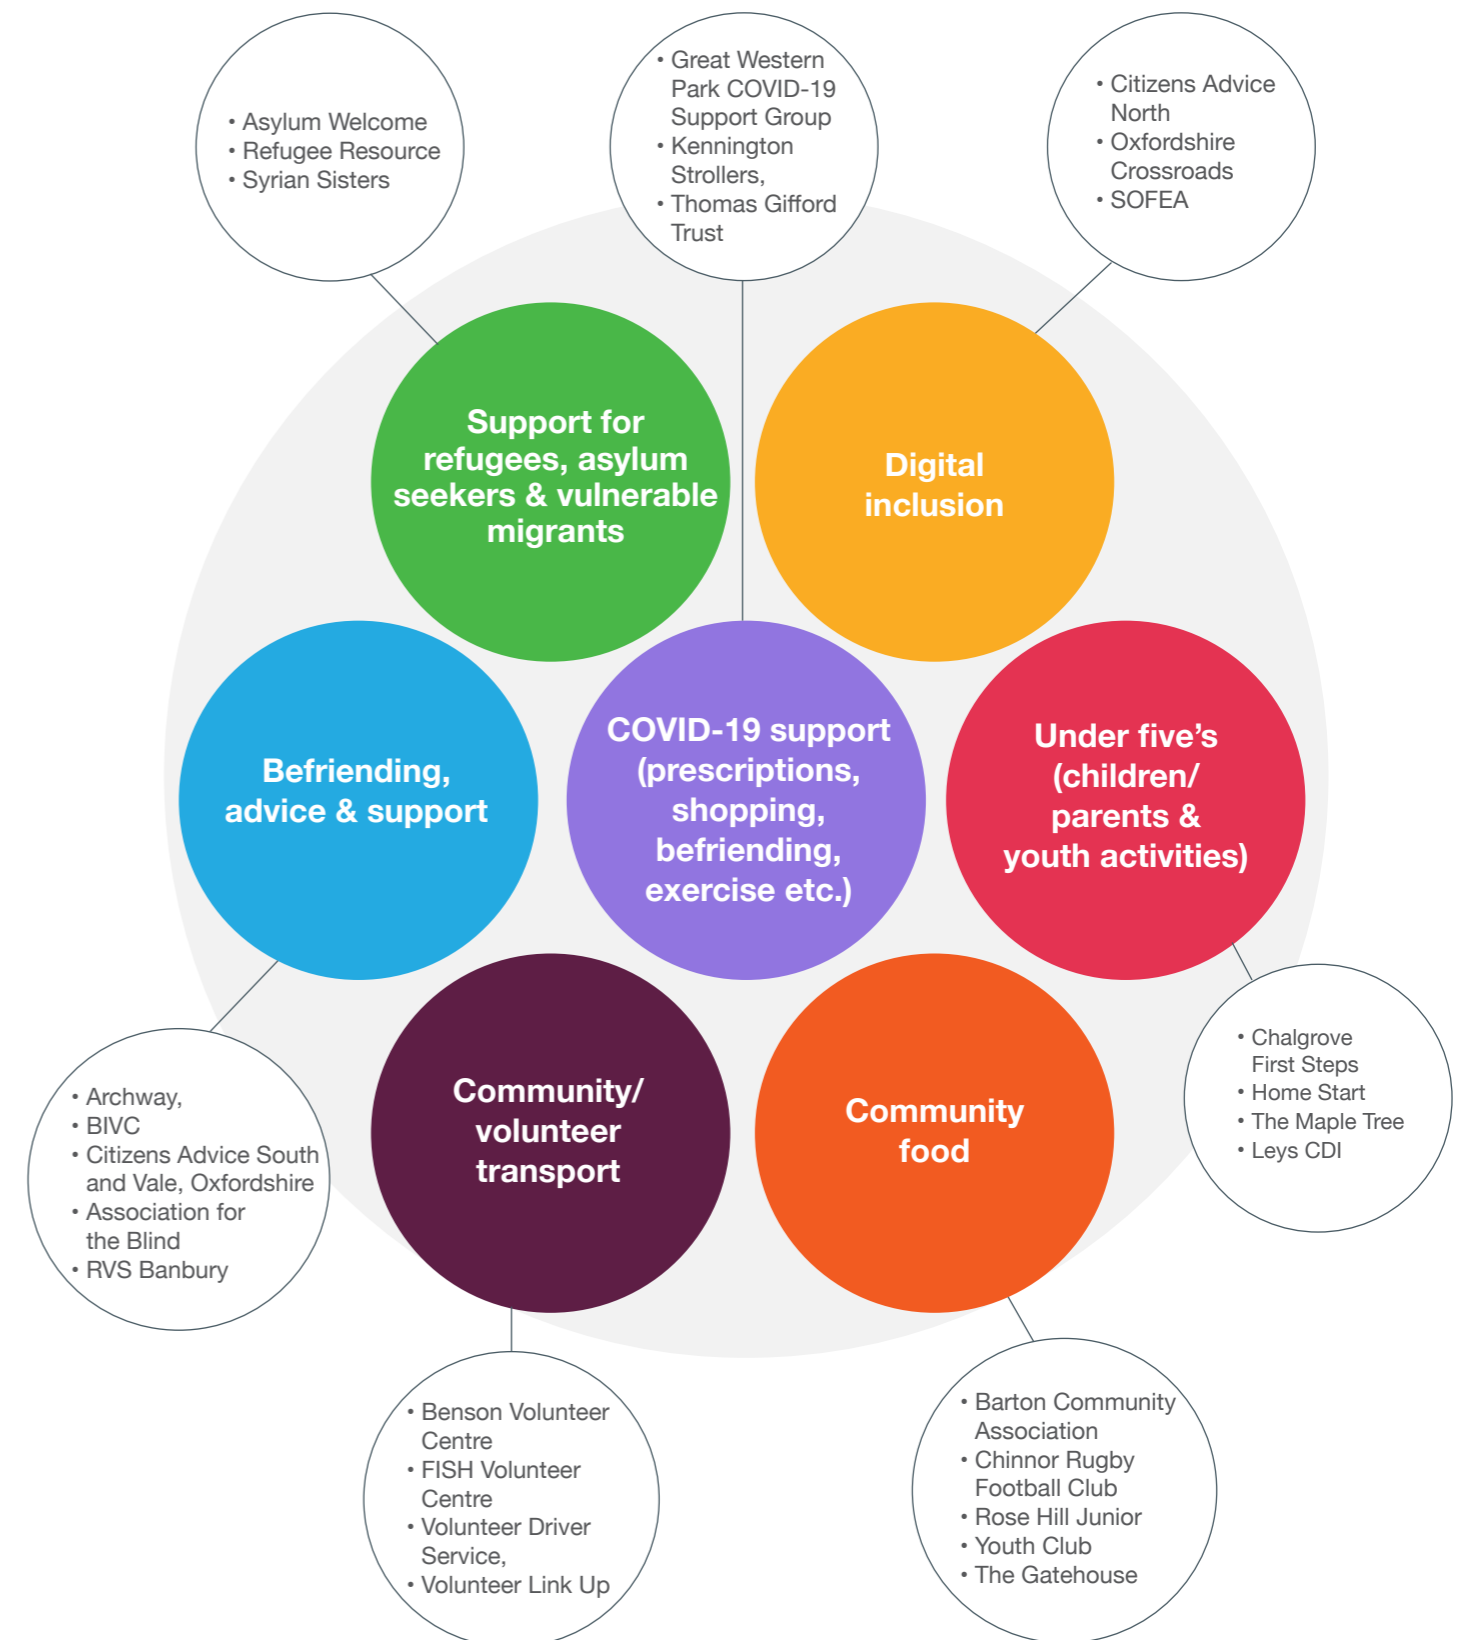 • Asylum Welcome
• Refugee Resource
• Syrian Sisters
• Great Western
Park COVID-19
Support Group
• Kennington
Strollers,
• Thomas Gifford
Trust
• Citizens Advice
North
• Oxfordshire
Crossroads
• SOFEA
Support for
refugees, asylum
seekers & vulnerable
migrants
Digital
inclusion
Befriending,
advice & support
COVID-19 support
(prescriptions,
shopping,
befriending,
exercise etc.)
Under five’s
(children/
parents &
youth activities)
Community/
volunteer
transport
Community
food
• Archway,
• BIVC
• Citizens Advice South
and Vale, Oxfordshire
• Association for
the Blind
• RVS Banbury
• Chalgrove
First Steps
• Home Start
• The Maple Tree
• Leys CDI
• Benson Volunteer
Centre
• FISH Volunteer
Centre
• Volunteer Driver
Service,
• Volunteer Link Up
• Barton Community
Association
• Chinnor Rugby
Football Club
• Rose Hill Junior
• Youth Club
• The Gatehouse